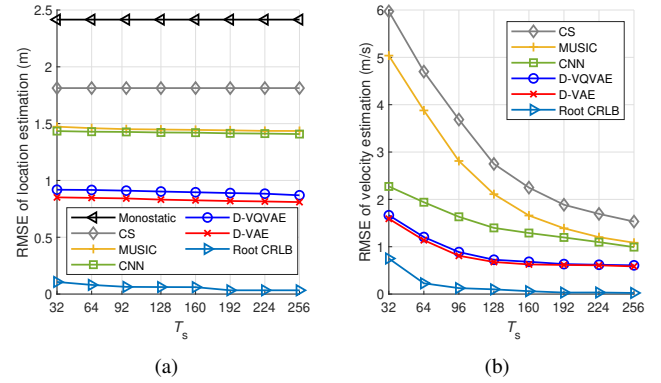 RMSE of location estimation (m)
2.5
2
1.5
1
0.5
0
Monostatic
CS
MUSIC
CNN
D-VQVAE
D-VAE
Root CRLB
32 64 92 128 160 192 224 256
Ts
(a)
RMSE of velocity estimation (m/s)
6
5
4
3
2
1
0
CS
MUSIC
CNN
D-VQVAE
D-VAE
Root CRLB
32 64 96 128 160 192 224 256
Ts
(b)